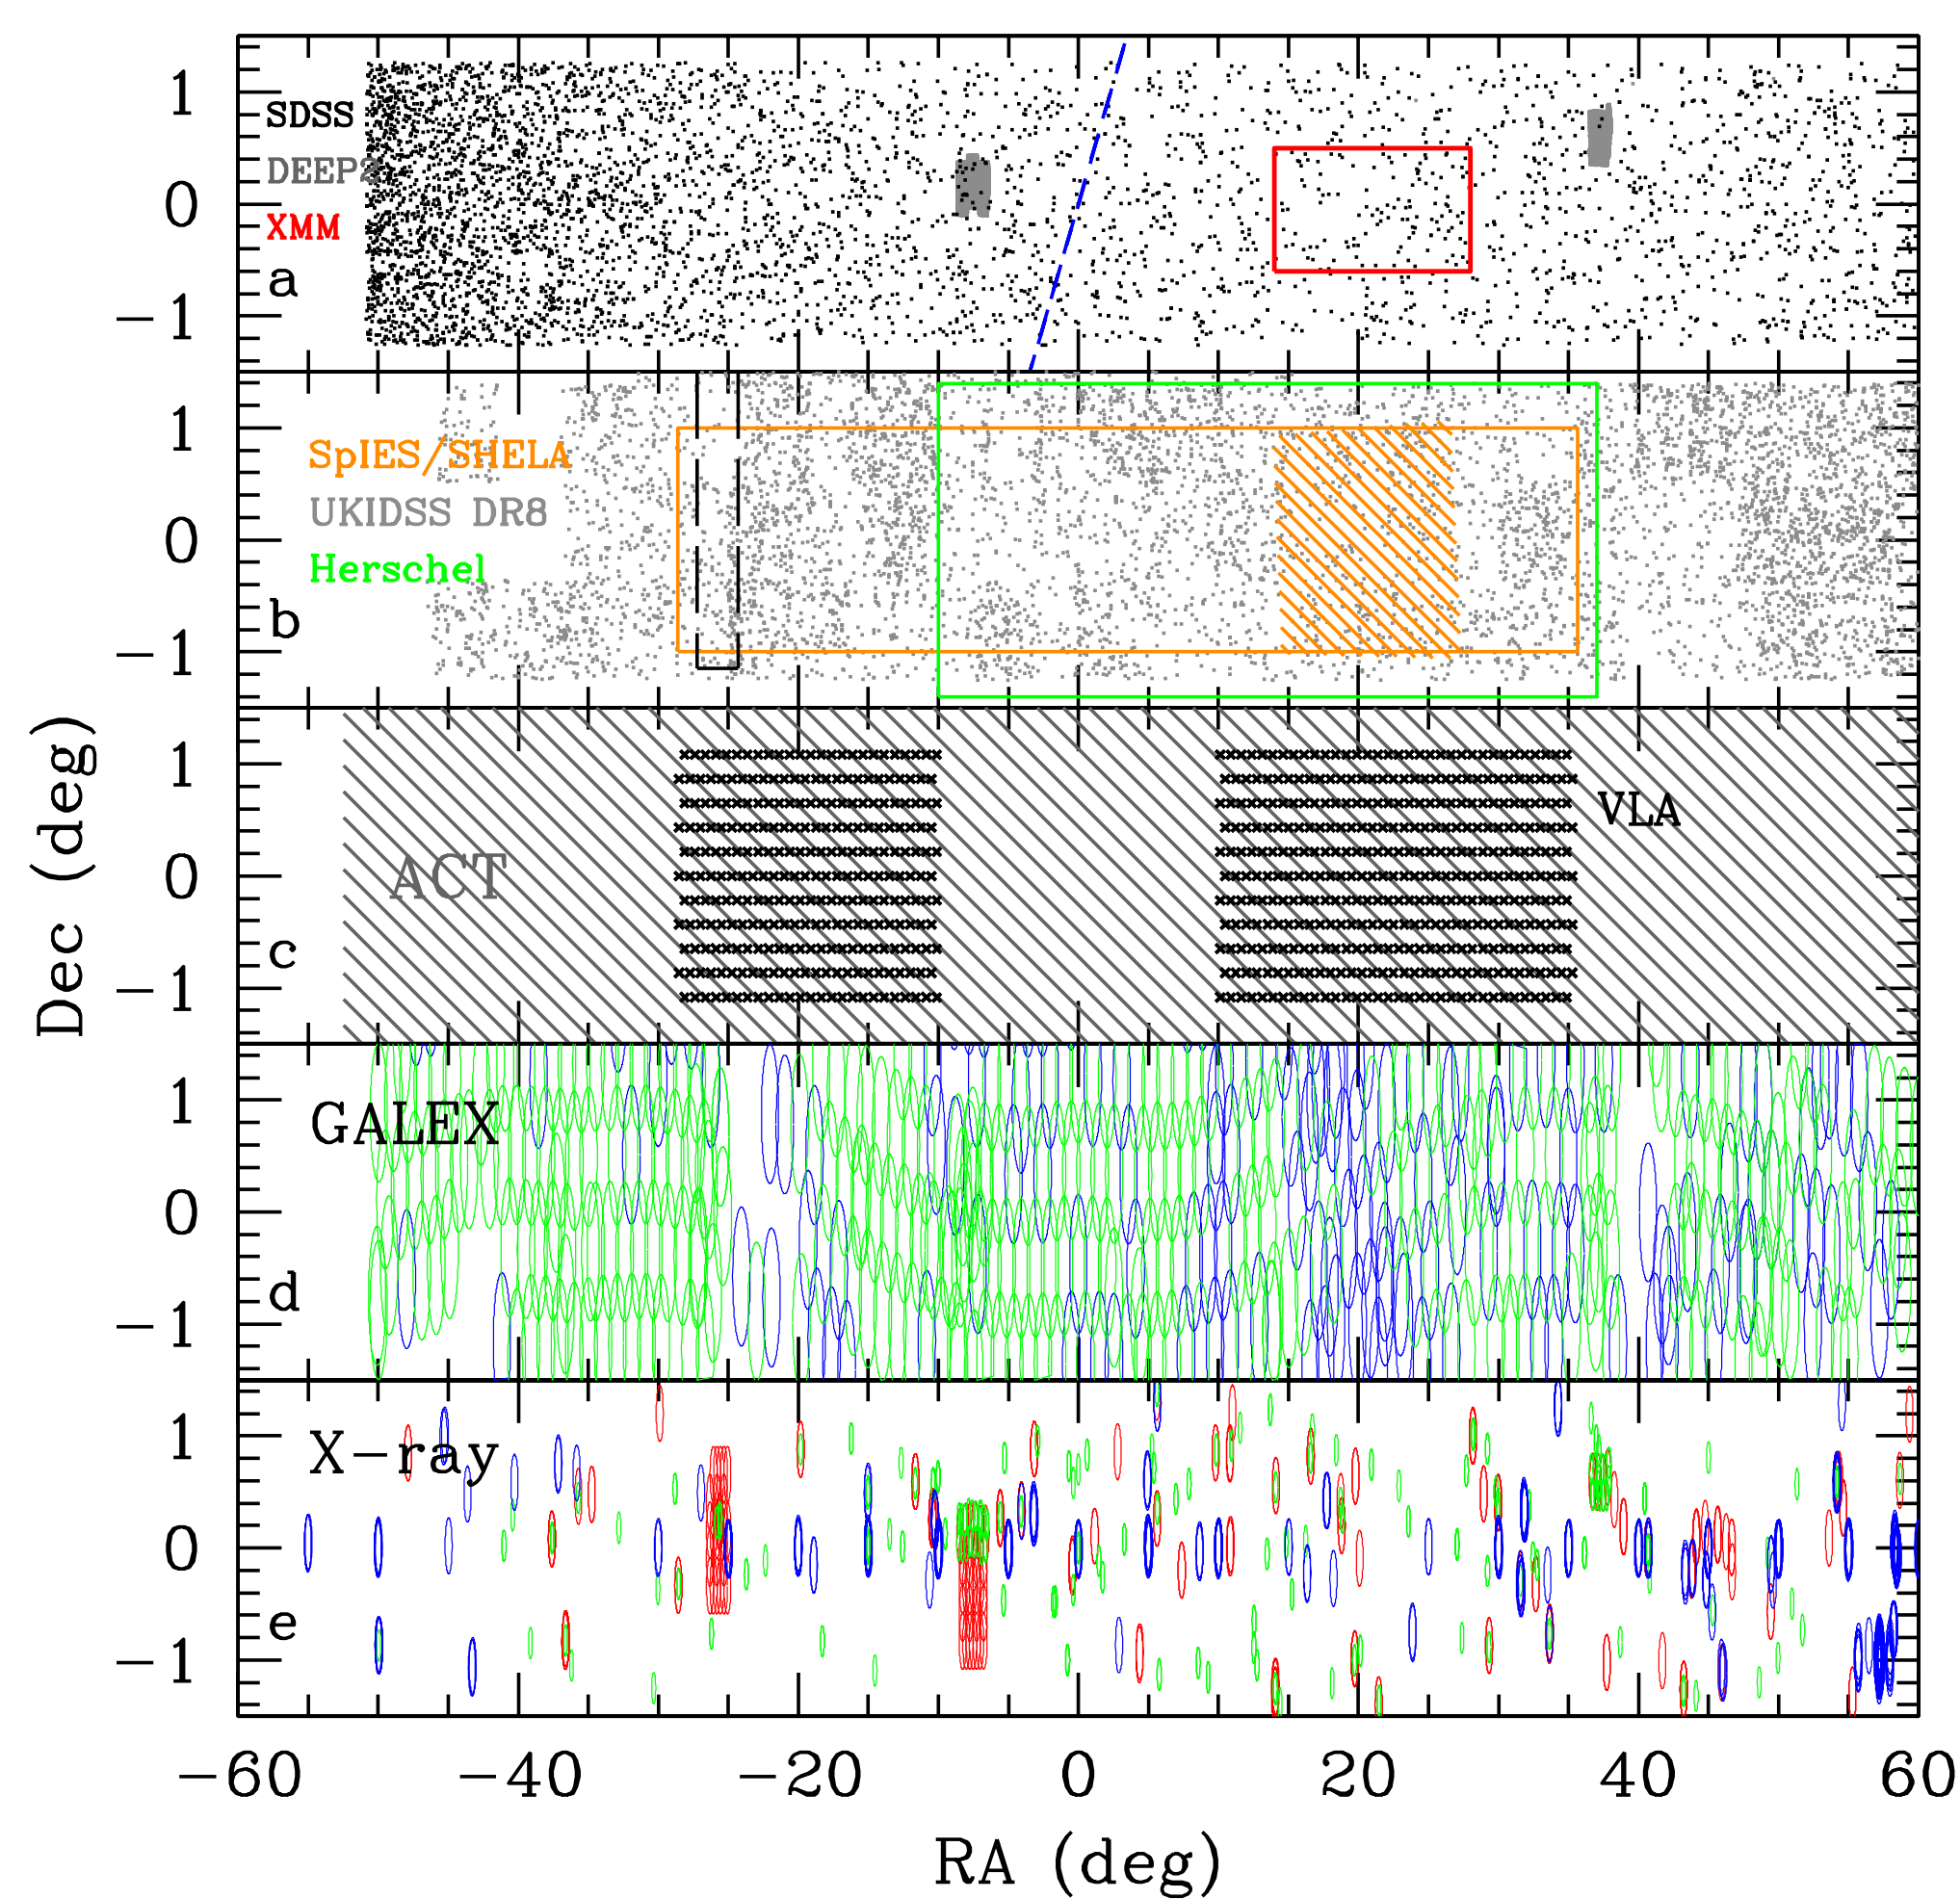 1
SDSS
DEEP2
0
XMM
a
−1
1
SpIES/SHELA
UKIDSS DR8
0
Herschel
b
−1
1
VLA
0
ACT
c
−1
Dec (deg)
1
GALEX
0
d
−1
1
X−ray
0
e
−1
−60 −40 −20 0 20 40 60
RA (deg)